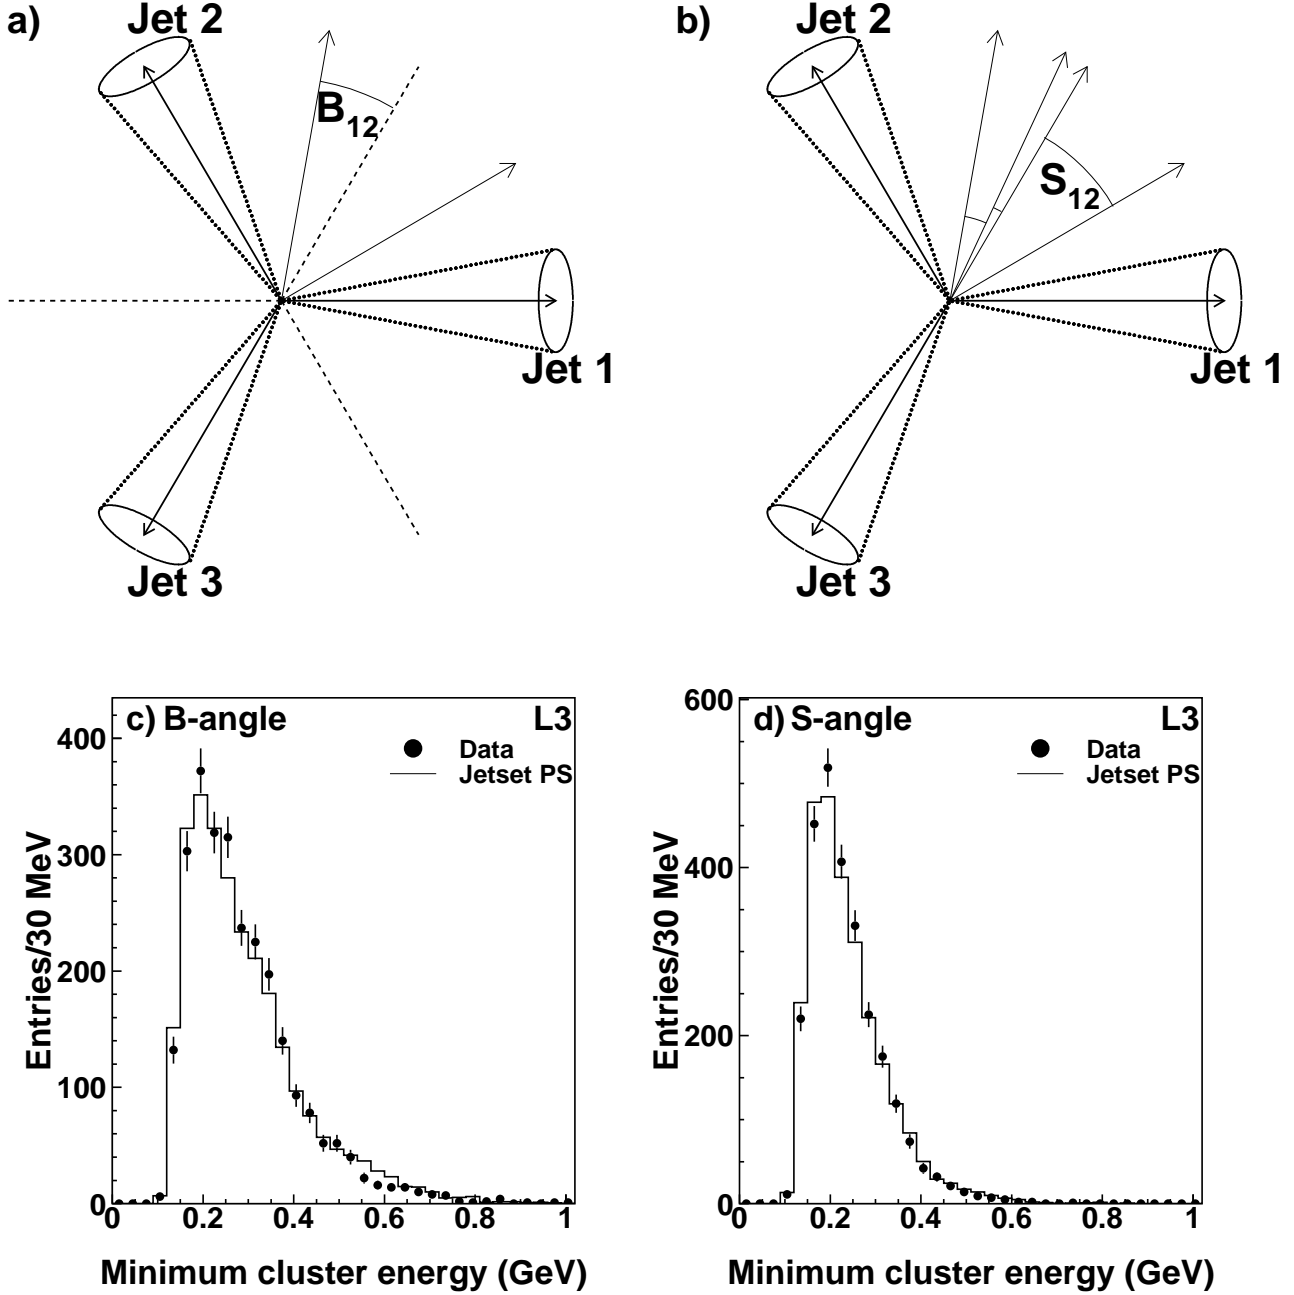 a)
Jet 2
B12
Jet 1
Jet 3
b)
Jet 2
S12
Jet 1
Jet 3
c) B-angle
L3
Data
Jetset PS
Entries/30 MeV
400
300
200
100
0
0 0.2 0.4 0.6 0.8 1
Minimum cluster energy (GeV)
d) S-angle
L3
Data
Jetset PS
Entries/30 MeV
600
400
200
0
0 0.2 0.4 0.6 0.8 1
Minimum cluster energy (GeV)